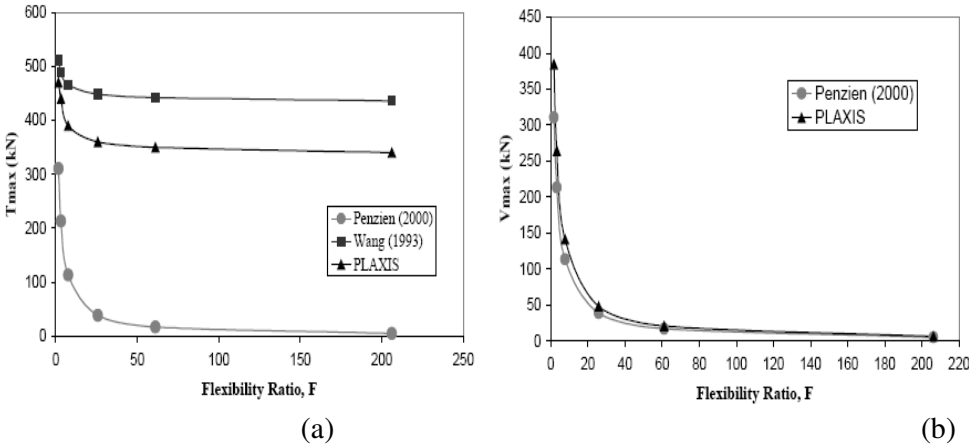 600
500
400
300
200
100
0
Tmax (kN)
0 50 100 150 200 250
Flexibility Ratio, F
Penzien (2000)
Wang (1993)
PLAXIS
(a)
450
400
350
300
250
200
150
100
50
0
Vmax (kN)
0 20 40 60 80 100 120 140 160 180 200 220
Flexibility Ratio, F
Penzien (2000)
PLAXIS
(b)